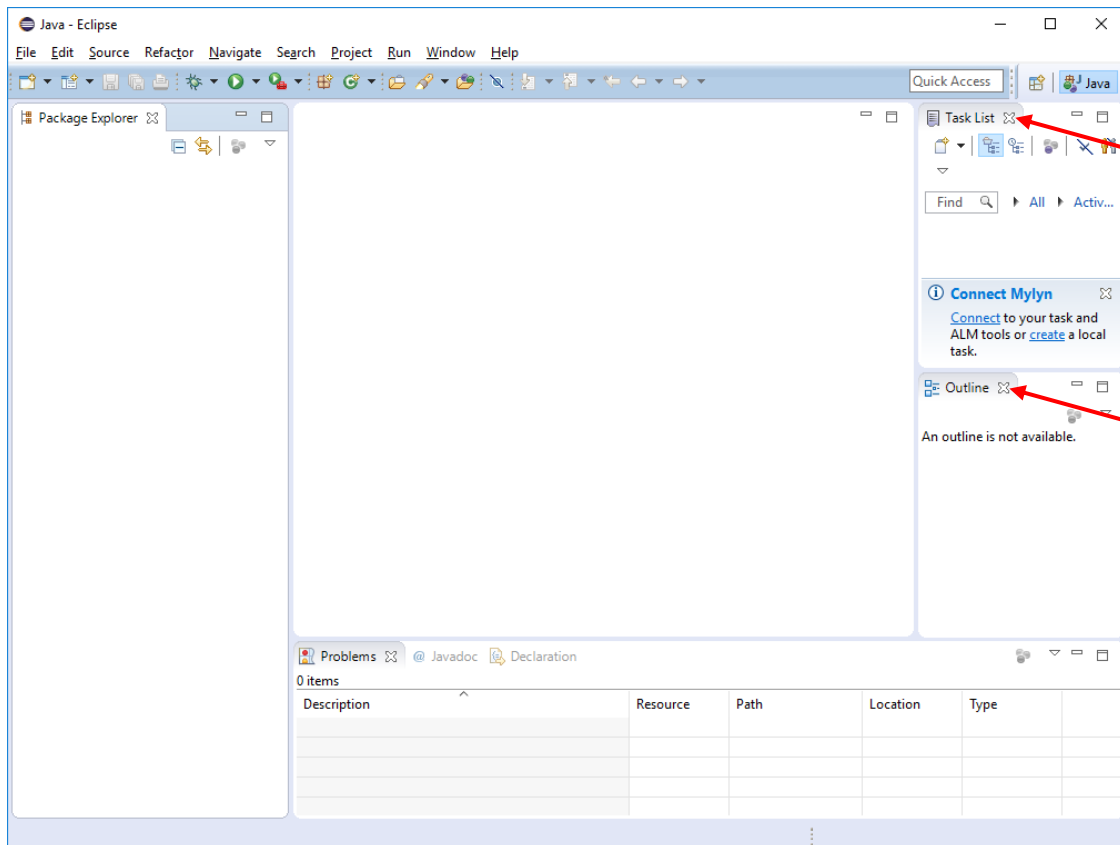 Java - Eclipse
File Edit Source Refactor Navigate Search Project Run Window Help
Quick Access Java
Package Explorer
Task List
Find All Activ...
Connect Mylyn
Connect to your task and
ALM tools or create a local
task.
Outline
An outline is not available.
Problems @ Javadoc Declaration
0 items
Description Resource Path Location Type